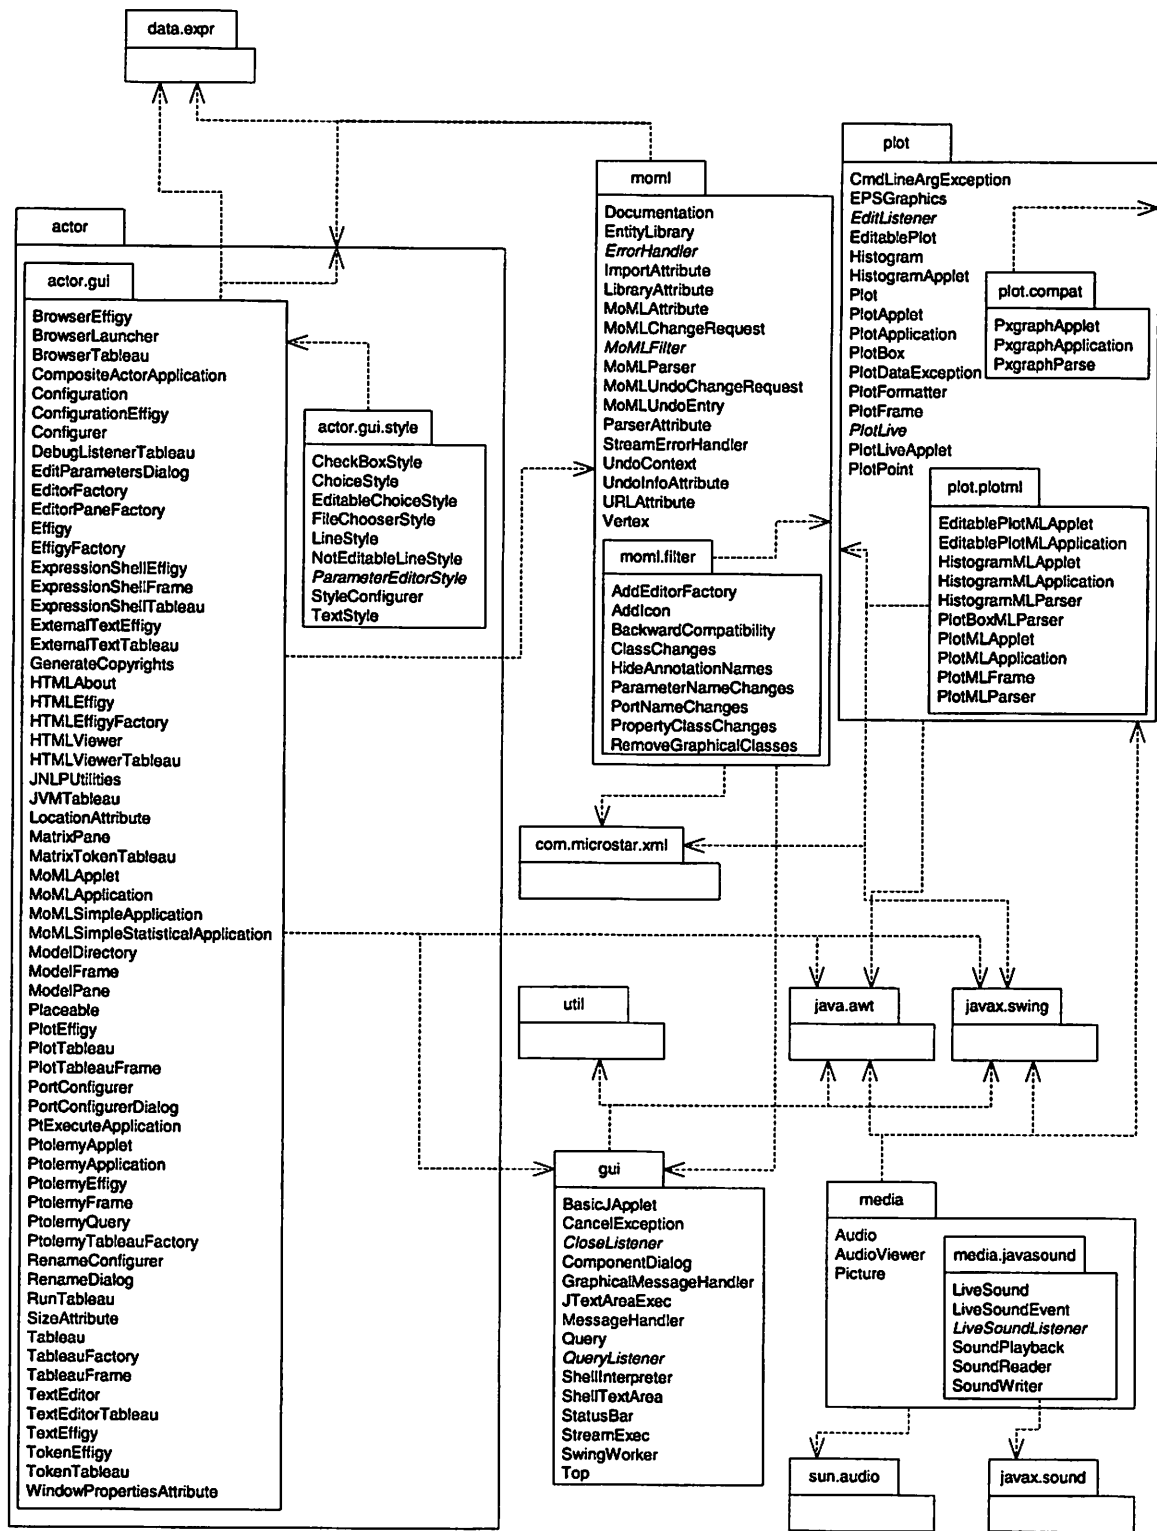 data.expr
actor
actor.gui
BrowserEffigy
BrowserLauncher
BrowserTableau
CompositeActorApplication
Configuration
ConfigurationEffigy
Configurer
DebugListenerTableau
EditParametersDialog
EditorFactory
EditorPaneFactory
Effigy
EffigyFactory
ExpressionShellEffigy
ExpressionShellFrame
ExpressionShellTableau
ExternalTextEffigy
ExternalTextTableau
GenerateCopyrights
HTMLAbout
HTMLEffigy
HTMLEffigyFactory
HTMLViewer
HTMLViewerTableau
JNLPUtilities
JVMTableau
LocationAttribute
MatrixPane
MatrixTokenTableau
MoMLApplet
MoMLApplication
MoMLSimpleApplication
MoMLSimpleStatisticalApplication
ModelDirectory
ModelFrame
ModelPane
Placeable
PlotEffigy
PlotTableau
PlotTableauFrame
PortConfigurer
PortConfigurerDialog
PtExecuteApplication
PtolemyApplet
PtolemyApplication
PtolemyEffigy
PtolemyFrame
PtolemyQuery
PtolemyTableauFactory
RenameConfigurer
RenameDialog
RunTableau
SizeAttribute
Tableau
TableauFactory
TableauFrame
TextEditor
TextEditorTableau
TextEffigy
TokenEffigy
TokenTableau
WindowPropertiesAttribute
actor.gui.style
CheckBoxStyle
ChoiceStyle
EditableChoiceStyle
FileChooserStyle
LineStyle
NotEditableLineStyle
ParameterEditorStyle
StyleConfigurer
TextStyle
moml
Documentation
EntityLibrary
ErrorHandler
ImportAttribute
LibraryAttribute
MoMLAttribute
MoMLChangeRequest
MoMLFilter
MoMLParser
MoMLUndoChangeRequest
MoMLUndoEntry
ParserAttribute
StreamErrorHandler
UndoContext
UndoInfoAttribute
URLAttribute
Vertex
moml.filter
AddEditorFactory
AddIcon
BackwardCompatibility
ClassChanges
HideAnnotationNames
ParameterNameChanges
PortNameChanges
PropertyClassChanges
RemoveGraphicalClasses
plot
CmdLineArgException
EPSGraphics
EditListener
EditablePlot
Histogram
HistogramApplet
Plot
PlotApplet
PlotApplication
PlotBox
PlotDataException
PlotFormatter
PlotFrame
PlotLive
PlotLiveApplet
PlotPoint
plot.compat
PxgraphApplet
PxgraphApplication
PxgraphParse
plot.plotml
EditablePlotMLApplet
EditablePlotMLApplication
HistogramMLApplet
HistogramMLApplication
HistogramMLParser
PlotBoxMLParser
PlotMLApplet
PlotMLApplication
PlotMLFrame
PlotMLParser
com.microstar.xml
util
java.awt
javax.swing
gui
BasicJApplet
CancelException
CloseListener
ComponentDialog
GraphicalMessageHandler
JTextAreaExec
MessageHandler
Query
QueryListener
ShellInterpreter
ShellTextArea
StatusBar
StreamExec
SwingWorker
Top
media
Audio
AudioViewer
Picture
media.javasound
LiveSound
LiveSoundEvent
LiveSoundListener
SoundPlayback
SoundReader
SoundWriter
sun.audio
javax.sound